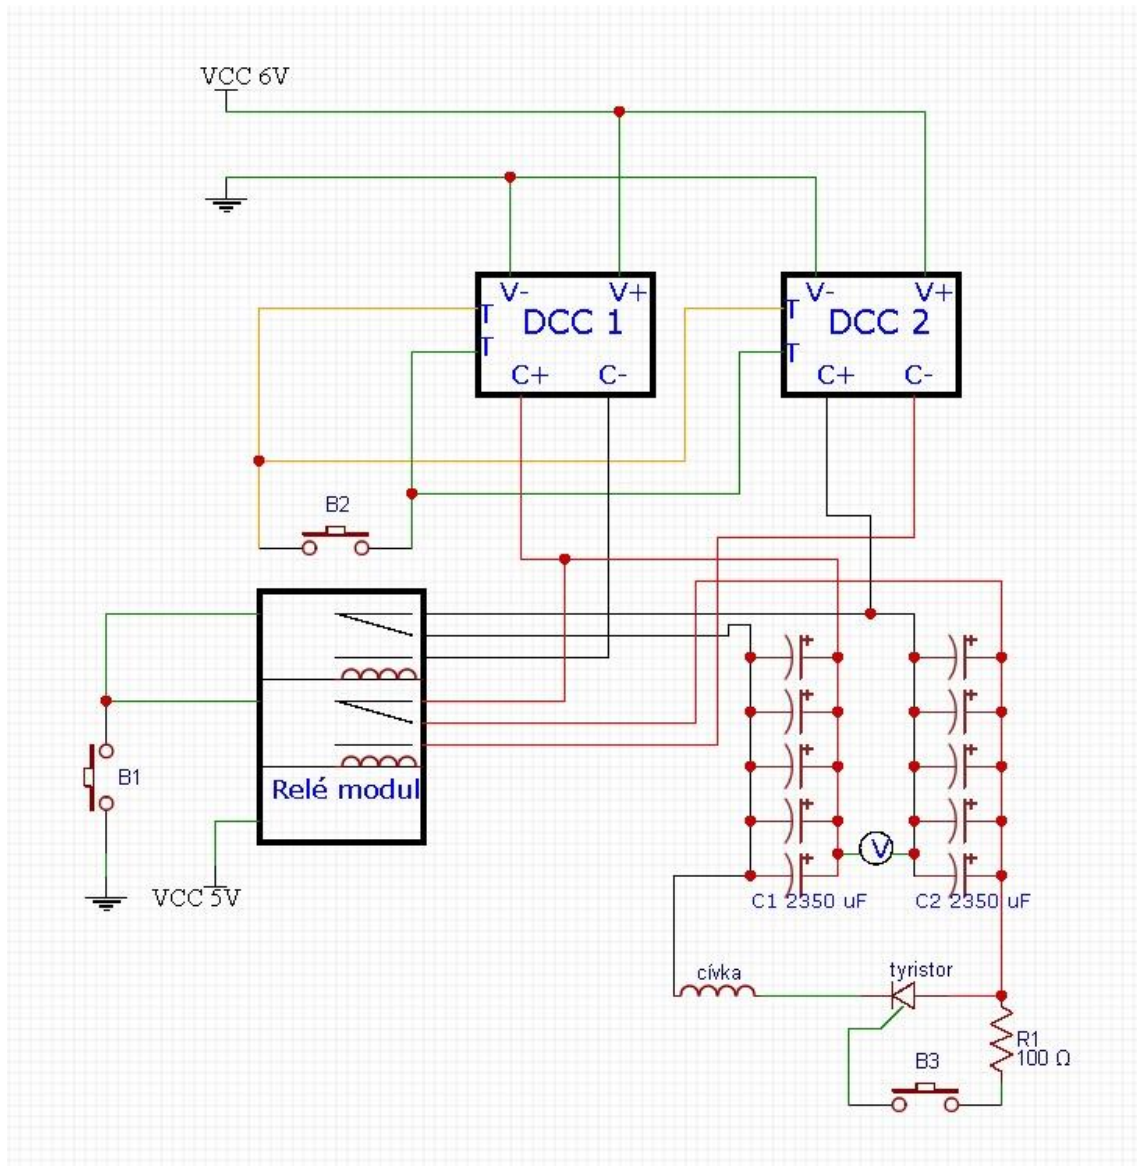 VCC 6V
V- V+
DCC 1
T
T
C+ C-
V- V+
DCC 2
T
T
C+ C-
B2
B1
Relé modul
VCC 5V
V
C1 2350 uF
C2 2350 uF
cívka
tyristor
R1
100 Ω
B3